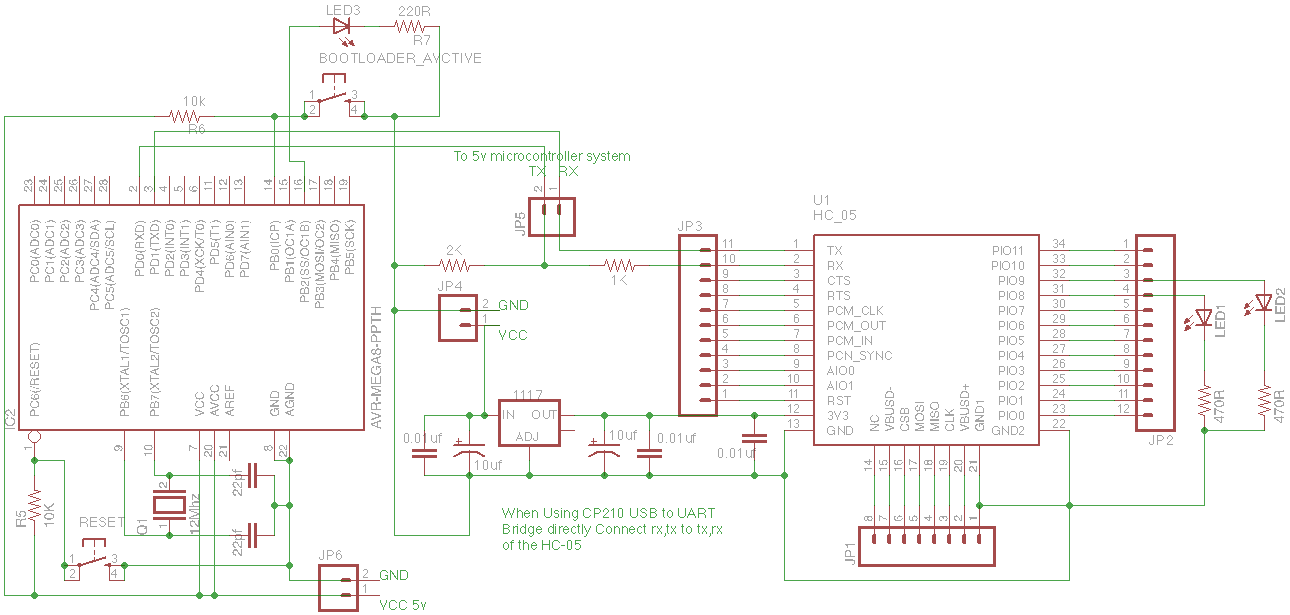 LED3
220R
R7
BOOTLOADER_AVCTIVE
1
2
3
4
10k
R6
To 5v microcontroller system
TX RX
23
24
25
26
27
28
2
3
4
5
6
11
12
13
14
15
16
17
18
19
PC0(ADC0)
PC1(ADC1)
PC2(ADC2)
PC3(ADC3)
PC4(ADC4/SDA)
PC5(ADC5/SCL)
PD0(RXD)
PD1(TXD)
PD2(INT0)
PD3(INT1)
PD4(XCK/T0)
PD5(T1)
PD6(AIN0)
PD7(AIN1)
PB0(ICP)
PB1(OC1A)
PB2(SS/OC1B)
PB3(MOSI/OC2)
PB4(MISO)
PB5(SCK)
PC6(/RESET)
PB6(XTAL1/TOSC1)
PB7(XTAL2/TOSC2)
VCC
AVCC
AREF
GND
AGND
IC2
AVR-MEGA8-PPTH
1
9
10
7
20
21
8
22
JP5
2
1
2K
1K
JP4
2
1
GND
VCC
JP3
11
10
9
8
7
6
5
4
3
2
1
U1
HC_05
1
2
3
4
5
6
7
8
9
10
11
12
13
TX
RX
CTS
RTS
PCM_CLK
PCM_OUT
PCM_IN
PCN_SYNC
AIO0
AIO1
RST
3V3
GND
PIO11
PIO10
PIO9
PIO8
PIO7
PIO6
PIO5
PIO4
PIO3
PIO2
PIO1
PIO0
GND2
34
33
32
31
30
29
28
27
26
25
24
23
22
1
2
3
4
5
6
7
8
9
10
11
12
JP2
LED1
LED2
470R
470R
NC
VBUSD-
CSB
MOSI
MISO
CLK
VBUSD+
GND1
14
15
16
17
18
19
20
21
8
7
6
5
4
3
2
1
JP1
1117
IN
OUT
ADJ
0.01uf
+
10uf
+
10uf
0.01uf
0.01uf
When Using CP210 USB to UART
Bridge directly Connect rx,tx to tx,rx
of the HC-05
R5
10K
RESET
1
2
3
4
Q1
2
1
12Mhz
22pf
22pf
JP6
2
1
GND
VCC 5v